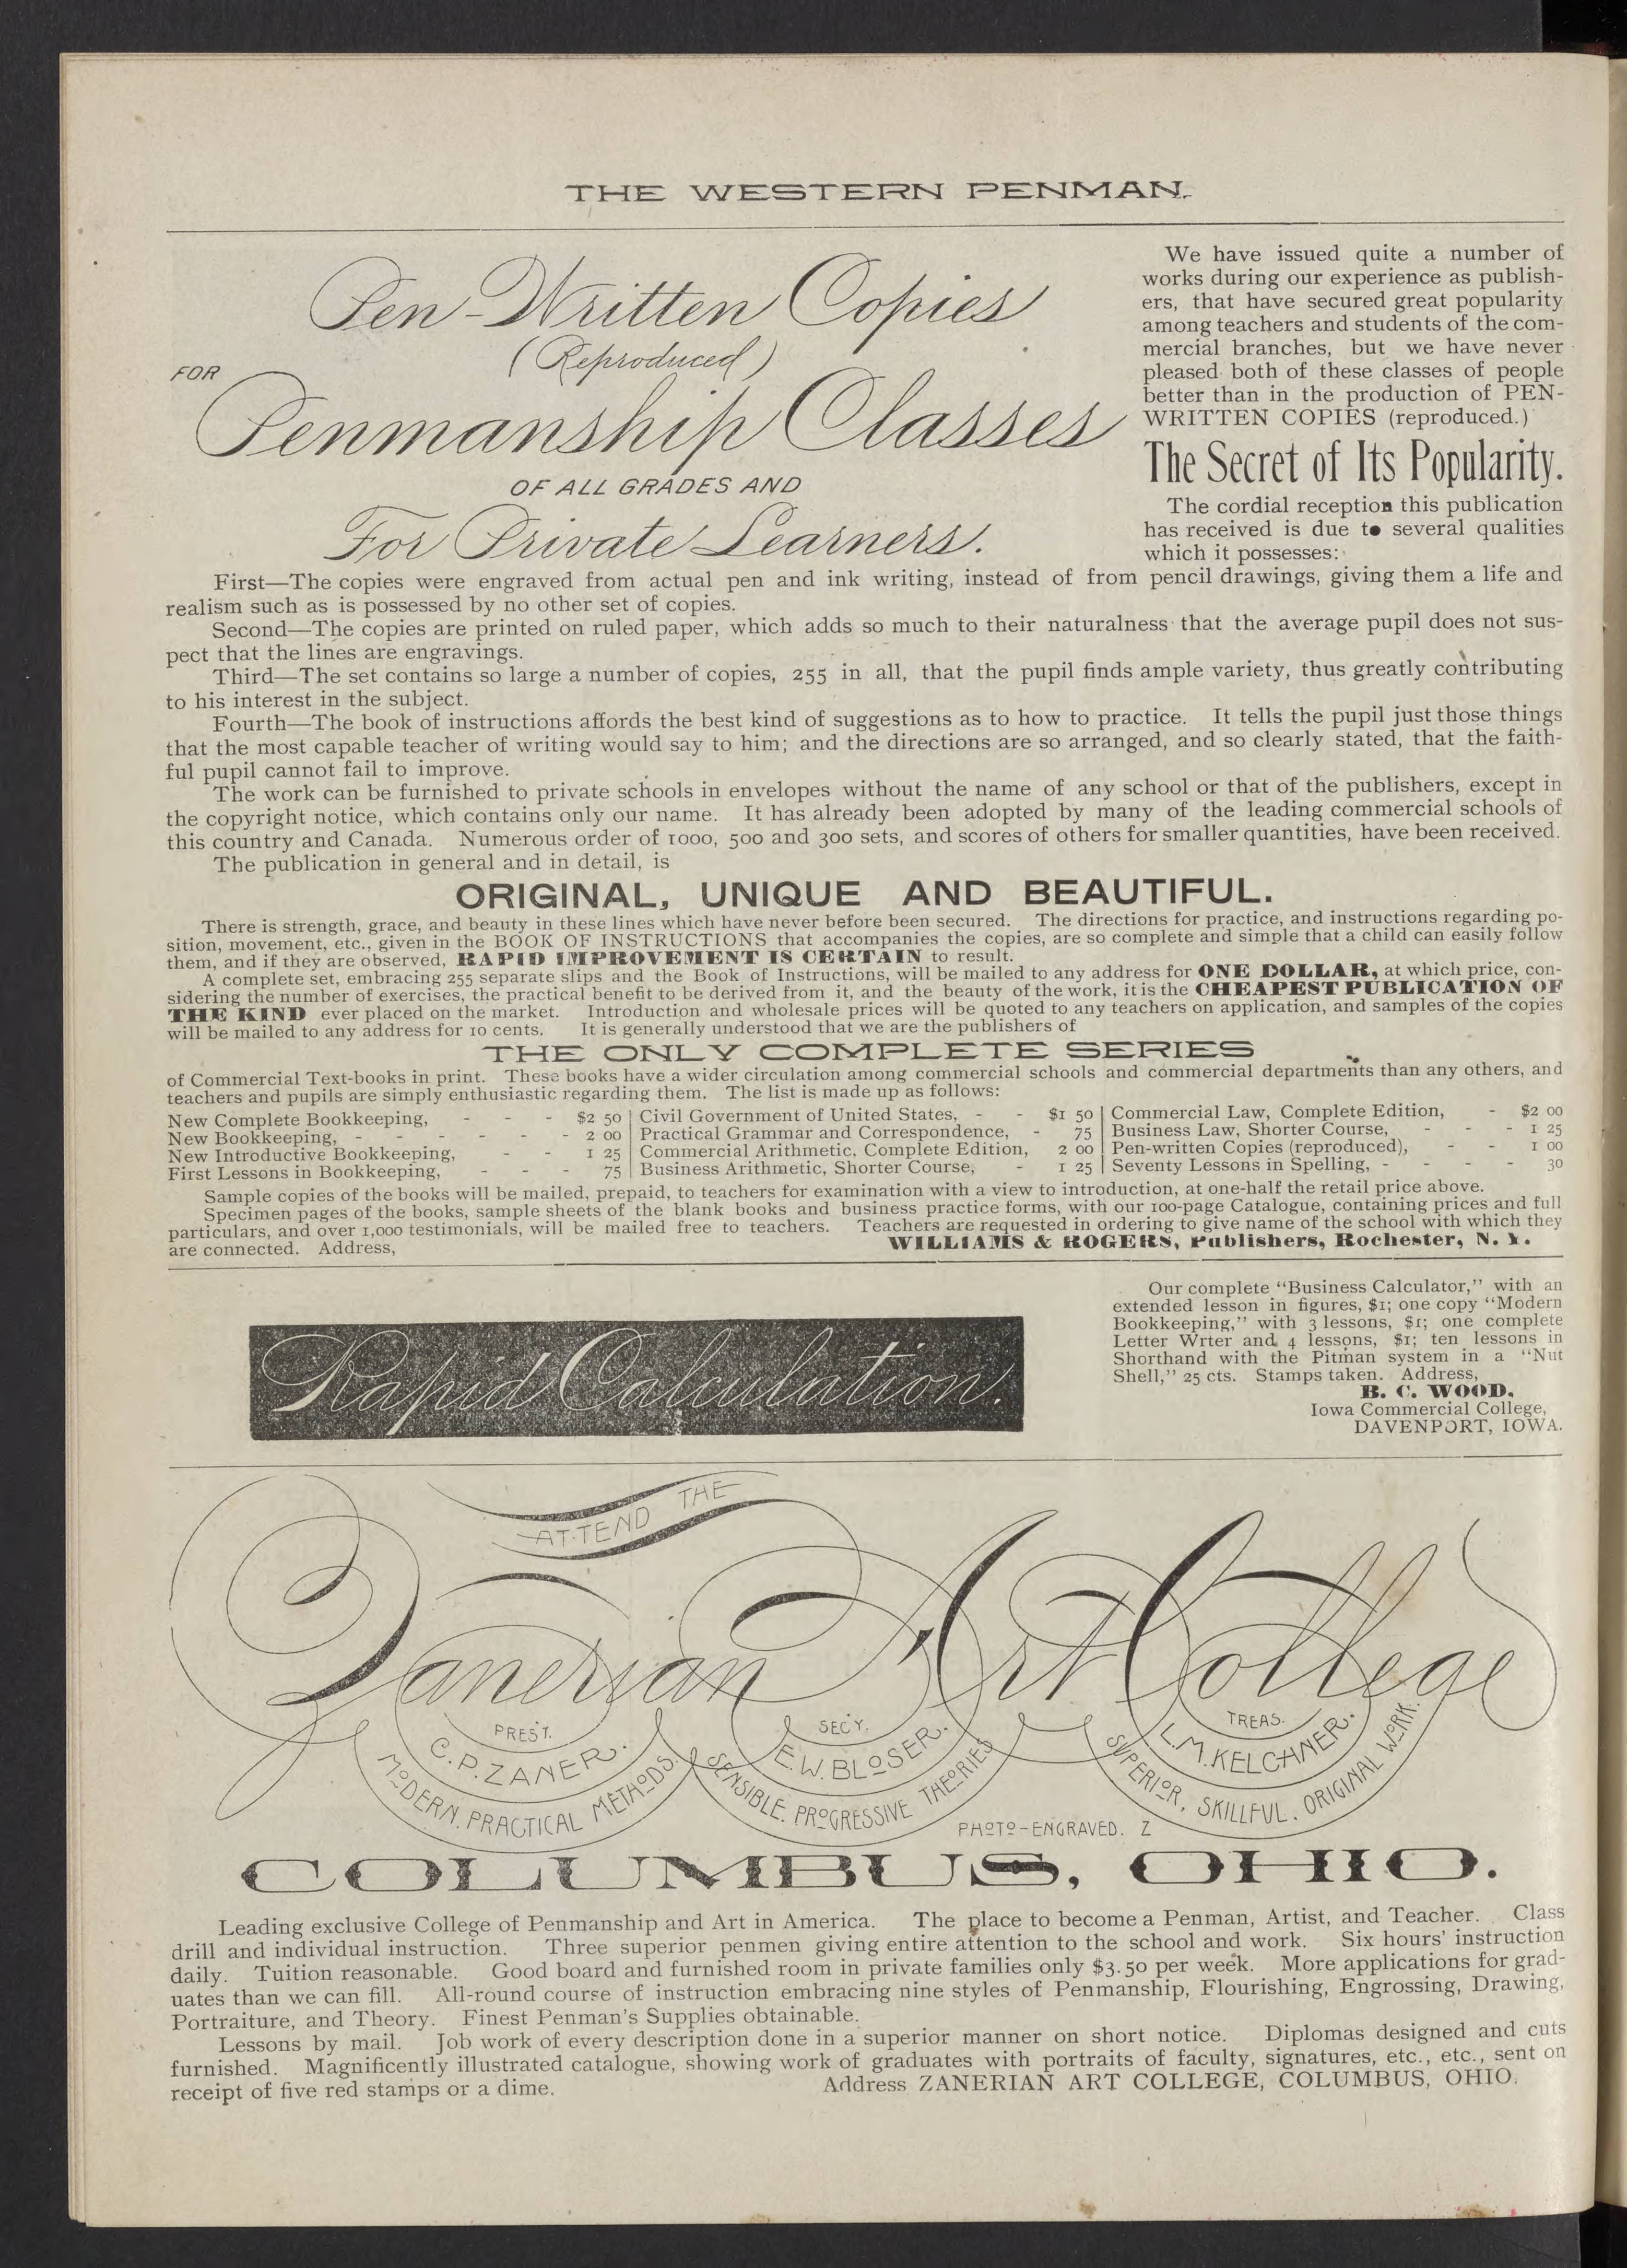 THE WESTERN PENMAN.
Pen-Written Copies
(Reproduced)
FOR
Penmanship Classes
OF ALL GRADES AND
For Private Learners.
We have issued quite a number of
works during our experience as publish-
ers, that have secured great popularity
among teachers and students of the com-
mercial branches, but we have never
pleased both of these classes of people
better than in the production of PEN-
WRITTEN COPIES (reproduced.)
The Secret of Its Popularity.
The cordial reception this publication
has received is due to several qualities
which it possesses:
First—The copies were engraved from actual pen and ink writing, instead of from pencil drawings, giving them a life and
realism such as is possessed by no other set of copies.
Second—The copies are printed on ruled paper, which adds so much to their naturalness that the average pupil does not sus-
pect that the lines are engravings.
Third—The set contains so large a number of copies, 255 in all, that the pupil finds ample variety, thus greatly contributing
to his interest in the subject.
Fourth—The book of instructions affords the best kind of suggestions as to how to practice. It tells the pupil just those things
that the most capable teacher of writing would say to him; and the directions are so arranged, and so clearly stated, that the faith-
ful pupil cannot fail to improve.
The work can be furnished to private schools in envelopes without the name of any school or that of the publishers, except in
the copyright notice, which contains only our name. It has already been adopted by many of the leading commercial schools of
this country and Canada. Numerous order of 1000, 500 and 300 sets, and scores of others for smaller quantities, have been received.
The publication in general and in detail, is
ORIGINAL, UNIQUE AND BEAUTIFUL.
There is strength, grace, and beauty in these lines which have never before been secured. The directions for practice, and instructions regarding po-
sition, movement, etc., given in the BOOK OF INSTRUCTIONS that accompanies the copies, are so complete and simple that a child can easily follow
them, and if they are observed, RAPID IMPROVEMENT IS CERTAIN to result.
A complete set, embracing 255 separate slips and the Book of Instructions, will be mailed to any address for ONE DOLLAR, at which price, con-
sidering the number of exercises, the practical benefit to be derived from it, and the beauty of the work, it is the CHEAPEST PUBLICATION OF
THE KIND ever placed on the market. Introduction and wholesale prices will be quoted to any teachers on application, and samples of the copies
will be mailed to any address for 10 cents. It is generally understood that we are the publishers of
THE ONLY COMPLETE SERIES
of Commercial Text-books in print. These books have a wider circulation among commercial schools and commercial departments than any others, and
teachers and pupils are simply enthusiastic regarding them. The list is made up as follows:
New Complete Bookkeeping, - - - $2 50 | Civil Government of United States, - - $1 50 | Commercial Law, Complete Edition, - $2 00
New Bookkeeping, - - - - - - 2 00 | Practical Grammar and Correspondence, - 75 | Business Law, Shorter Course, - - - 1 25
New Introductive Bookkeeping, - - 1 25 | Commercial Arithmetic, Complete Edition, 2 00 | Pen-written Copies (reproduced), - - 1 00
First Lessons in Bookkeeping, - - - 75 | Business Arithmetic, Shorter Course, - 1 25 | Seventy Lessons in Spelling, - - - - 30
Sample copies of the books will be mailed, prepaid, to teachers for examination with a view to introduction, at one-half the retail price above.
Specimen pages of the books, sample sheets of the blank books and business practice forms, with our 100-page Catalogue, containing prices and full
particulars, and over 1,000 testimonials, will be mailed free to teachers. Teachers are requested in ordering to give name of the school with which they
are connected. Address, WILLIAMS & ROGERS, Publishers, Rochester, N. Y.
Rapid Calculation.
Our complete "Business Calculator," with an
extended lesson in figures, $1; one copy "Modern
Bookkeeping," with 3 lessons, $1; one complete
Letter Wrter and 4 lessons, $1; ten lessons in
Shorthand with the Pitman system in a "Nut
Shell," 25 cts. Stamps taken. Address,
B. C. WOOD,
Iowa Commercial College,
DAVENPORT, IOWA.
ATTEND THE
Zanerian Art College
PRES'T.
C.P. ZANER.
MODERN. PRACTICAL METHODS.
SEC'Y.
E.W. BLOSER.
SENSIBLE. PROGRESSIVE THEORIES
TREAS.
L.M. KELCHNER.
SUPERIOR, SKILLFUL. ORIGINAL WORK.
PHOTO-ENGRAVED. Z
COLUMBUS, OHIO.
Leading exclusive College of Penmanship and Art in America. The place to become a Penman, Artist, and Teacher. Class
drill and individual instruction. Three superior penmen giving entire attention to the school and work. Six hours' instruction
daily. Tuition reasonable. Good board and furnished room in private families only $3.50 per week. More applications for grad-
uates than we can fill. All-round course of instruction embracing nine styles of Penmanship, Flourishing, Engrossing, Drawing,
Portraiture, and Theory. Finest Penman's Supplies obtainable.
Lessons by mail. Job work of every description done in a superior manner on short notice. Diplomas designed and cuts
furnished. Magnificently illustrated catalogue, showing work of graduates with portraits of faculty, signatures, etc., etc., sent on
receipt of five red stamps or a dime. Address ZANERIAN ART COLLEGE, COLUMBUS, OHIO.